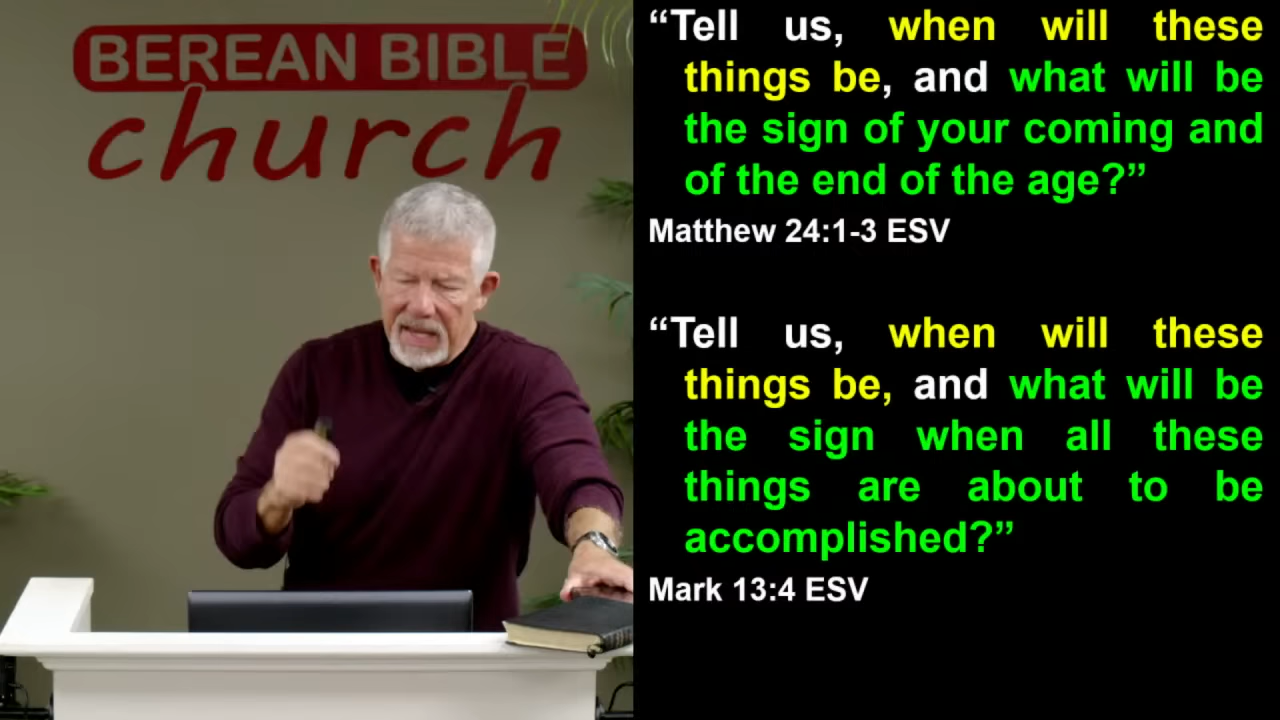 BEREAN BIBLE
church
“Tell us, when will these
things be, and what will be
the sign of your coming and
of the end of the age?”
Matthew 24:1-3 ESV
“Tell us, when will these
things be, and what will be
the sign when all these
things are about to be
accomplished?”
Mark 13:4 ESV